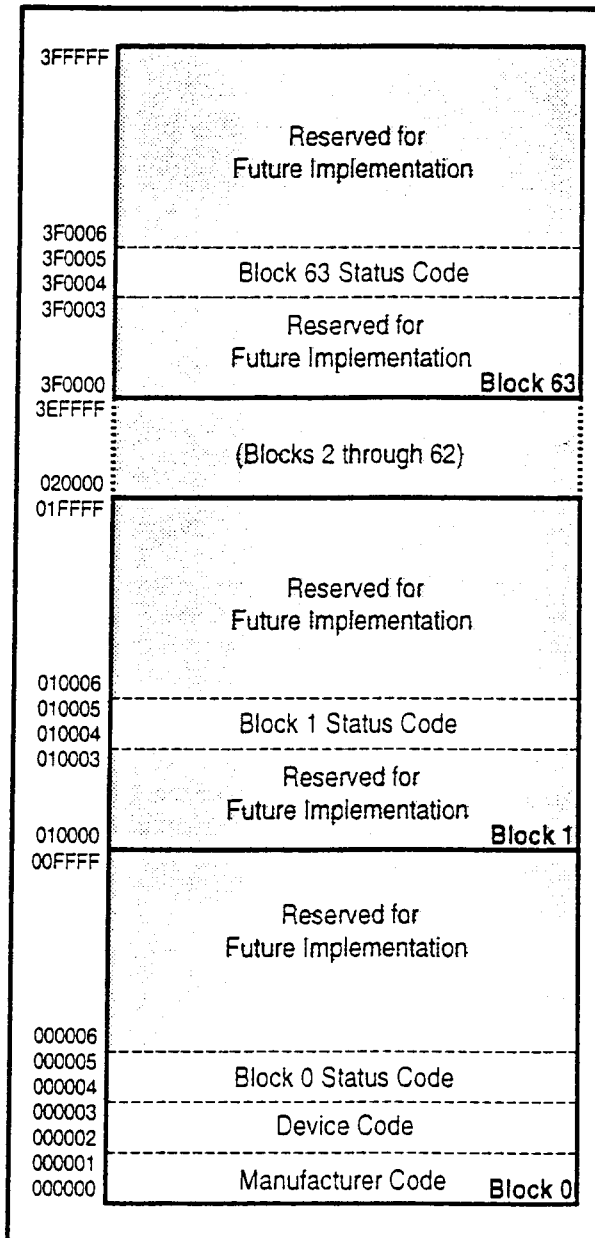 3FFFFF
Reserved for
Future Implementation
3F0006
3F0005
Block 63 Status Code
3F0004
3F0003
Reserved for
Future Implementation
3F0000
Block 63
3EFFFF
(Blocks 2 through 62)
020000
01FFFF
Reserved for
Future Implementation
010006
010005
Block 1 Status Code
010004
010003
Reserved for
Future Implementation
010000
Block 1
00FFFF
Reserved for
Future Implementation
000006
000005
Block 0 Status Code
000004
000003
Device Code
000002
000001
Manufacturer Code
000000
Block 0